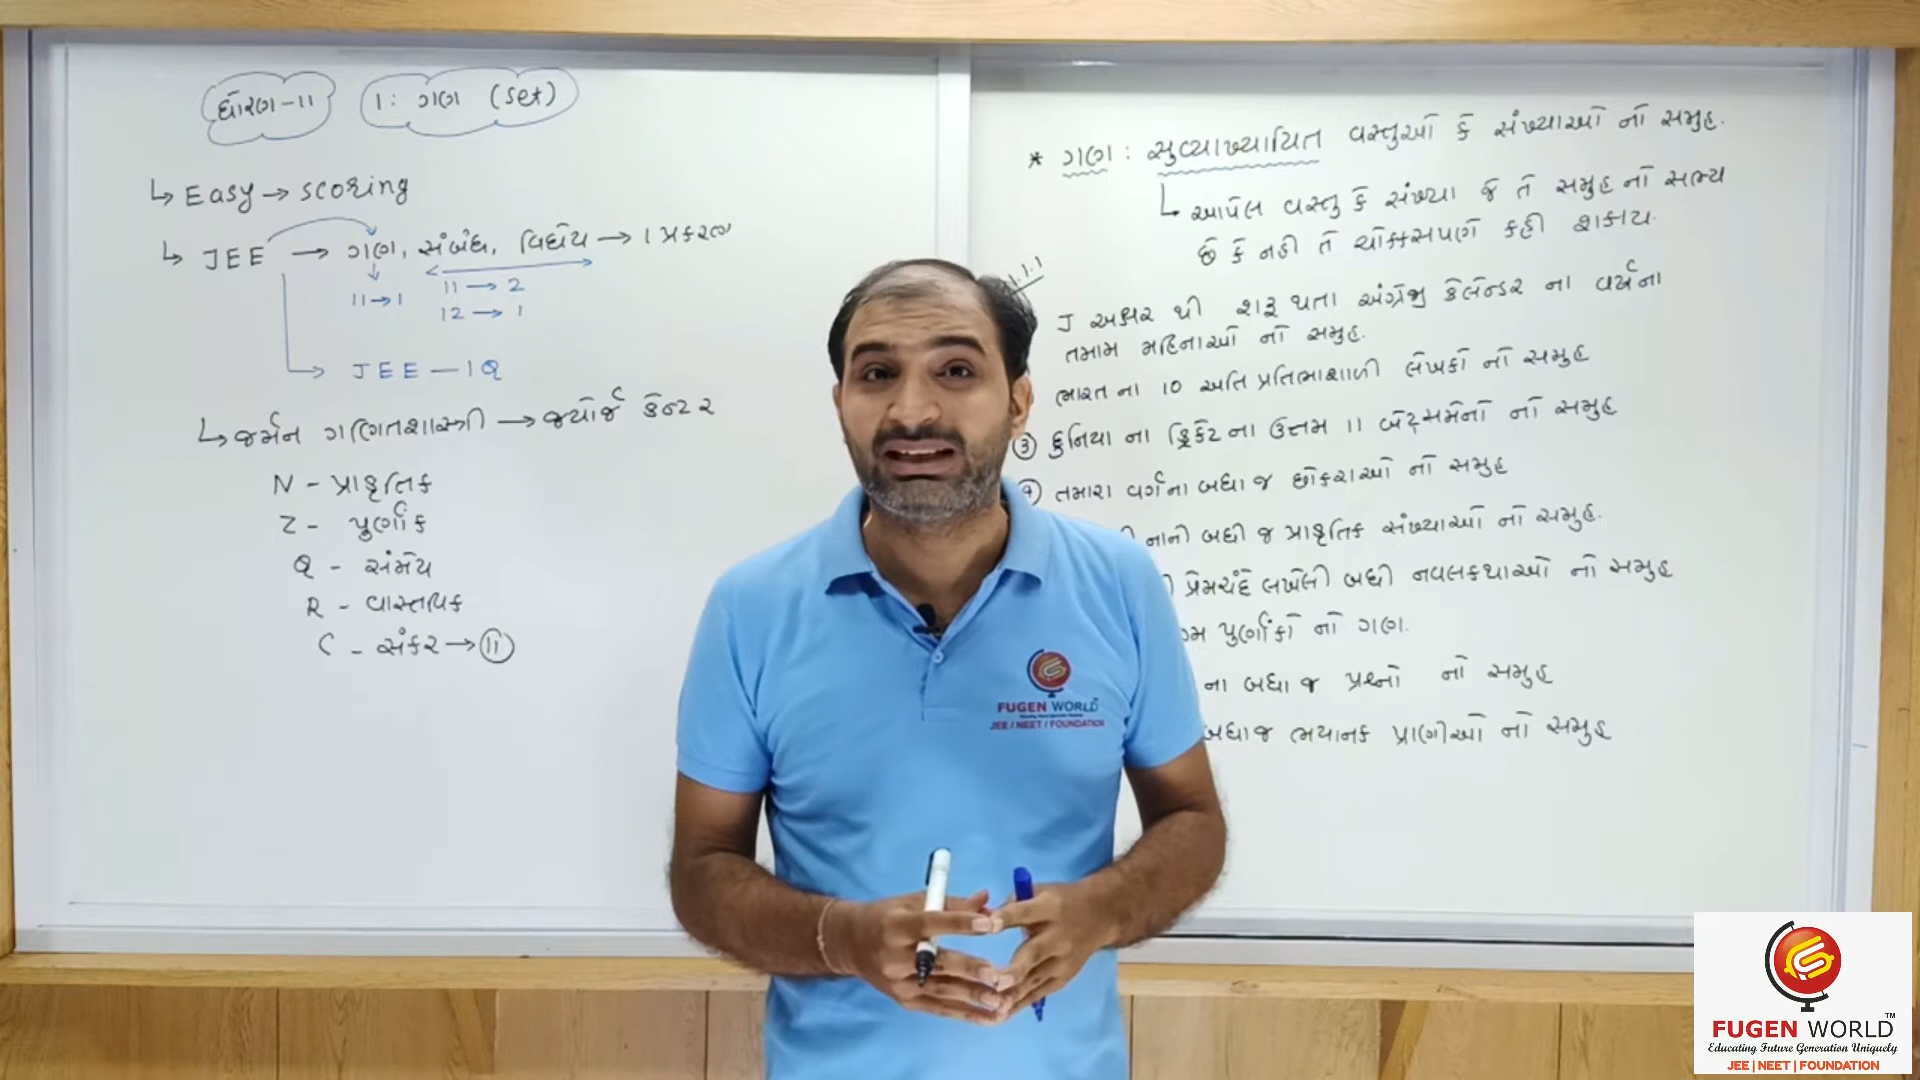 ધોરણ-11
1: ગણ (set)
↳ Easy → scoring
↳ JEE → ગણ, સંબંધ, વિધેય → 1 પ્રકરણ
11 → 1
11 → 2
12 → 1
JEE — 1 Q
↳ જર્મન ગણિતશાસ્ત્રી → જ્યોર્જ કેન્ટર
N - પ્રાકૃતિક
Z - પુર્ણાંક
Q - સંમેય
R - વાસ્તવિક
C - સંકર → 11
* ગણ : સુવ્યાખ્યાયિત વસ્તુઓ કે સંખ્યાઓ નો સમુહ.
↳ આપેલ વસ્તુ કે સંખ્યા જે તે સમુહ નો સભ્ય
છે કે નહી તે ચોક્કસપણે કહી શકાય.
1.1.1
J અક્ષર થી શરૂ થતા અંગ્રેજી કેલેન્ડર ના વર્ષના
તમામ મહિનાઓ નો સમુહ.
ભારત ના 10 અતિ પ્રતિભાશાળી લેખકો નો સમુહ
③ દુનિયા ના ક્રિકેટ ના ઉત્તમ 11 બેટ્સમેનો નો સમુહ
તમારા વર્ગના બધા જ છોકરાઓ નો સમુહ
નાની બધી જ પ્રાકૃતિક સંખ્યાઓ નો સમુહ.
પ્રેમચંદે લખેલી બધી નવલકથાઓ નો સમુહ
પુર્ણાંકો નો ગણ.
ના બધા જ પ્રશ્નો નો સમુહ
બધાજ ભયાનક પ્રાણીઓ નો સમુહ
FUGEN WORLD
JEE / NEET / FOUNDATION
FUGEN WORLD™
Educating Future Generation Uniquely
JEE | NEET | FOUNDATION